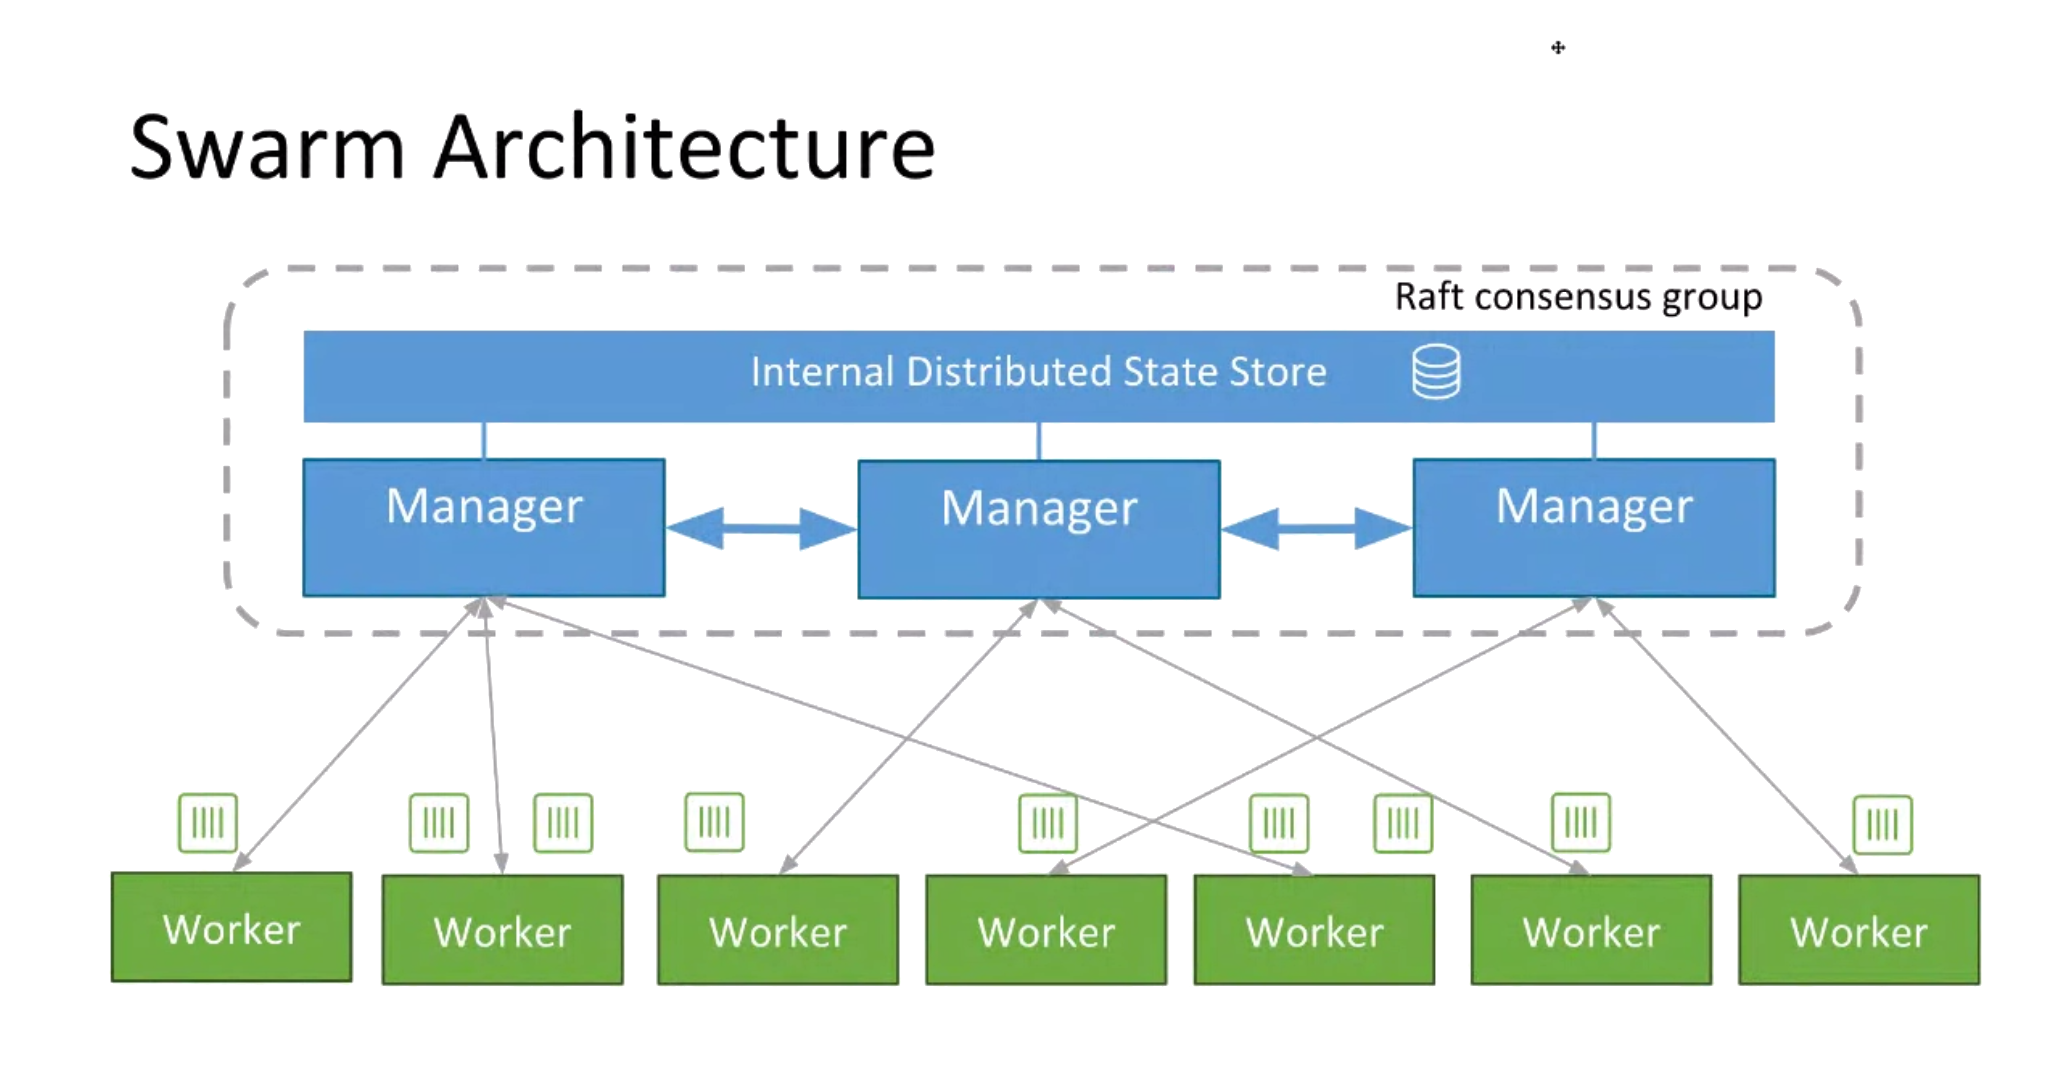 Swarm Architecture
Raft consensus group
Internal Distributed State Store
Manager
Manager
Manager
Worker
Worker
Worker
Worker
Worker
Worker
Worker